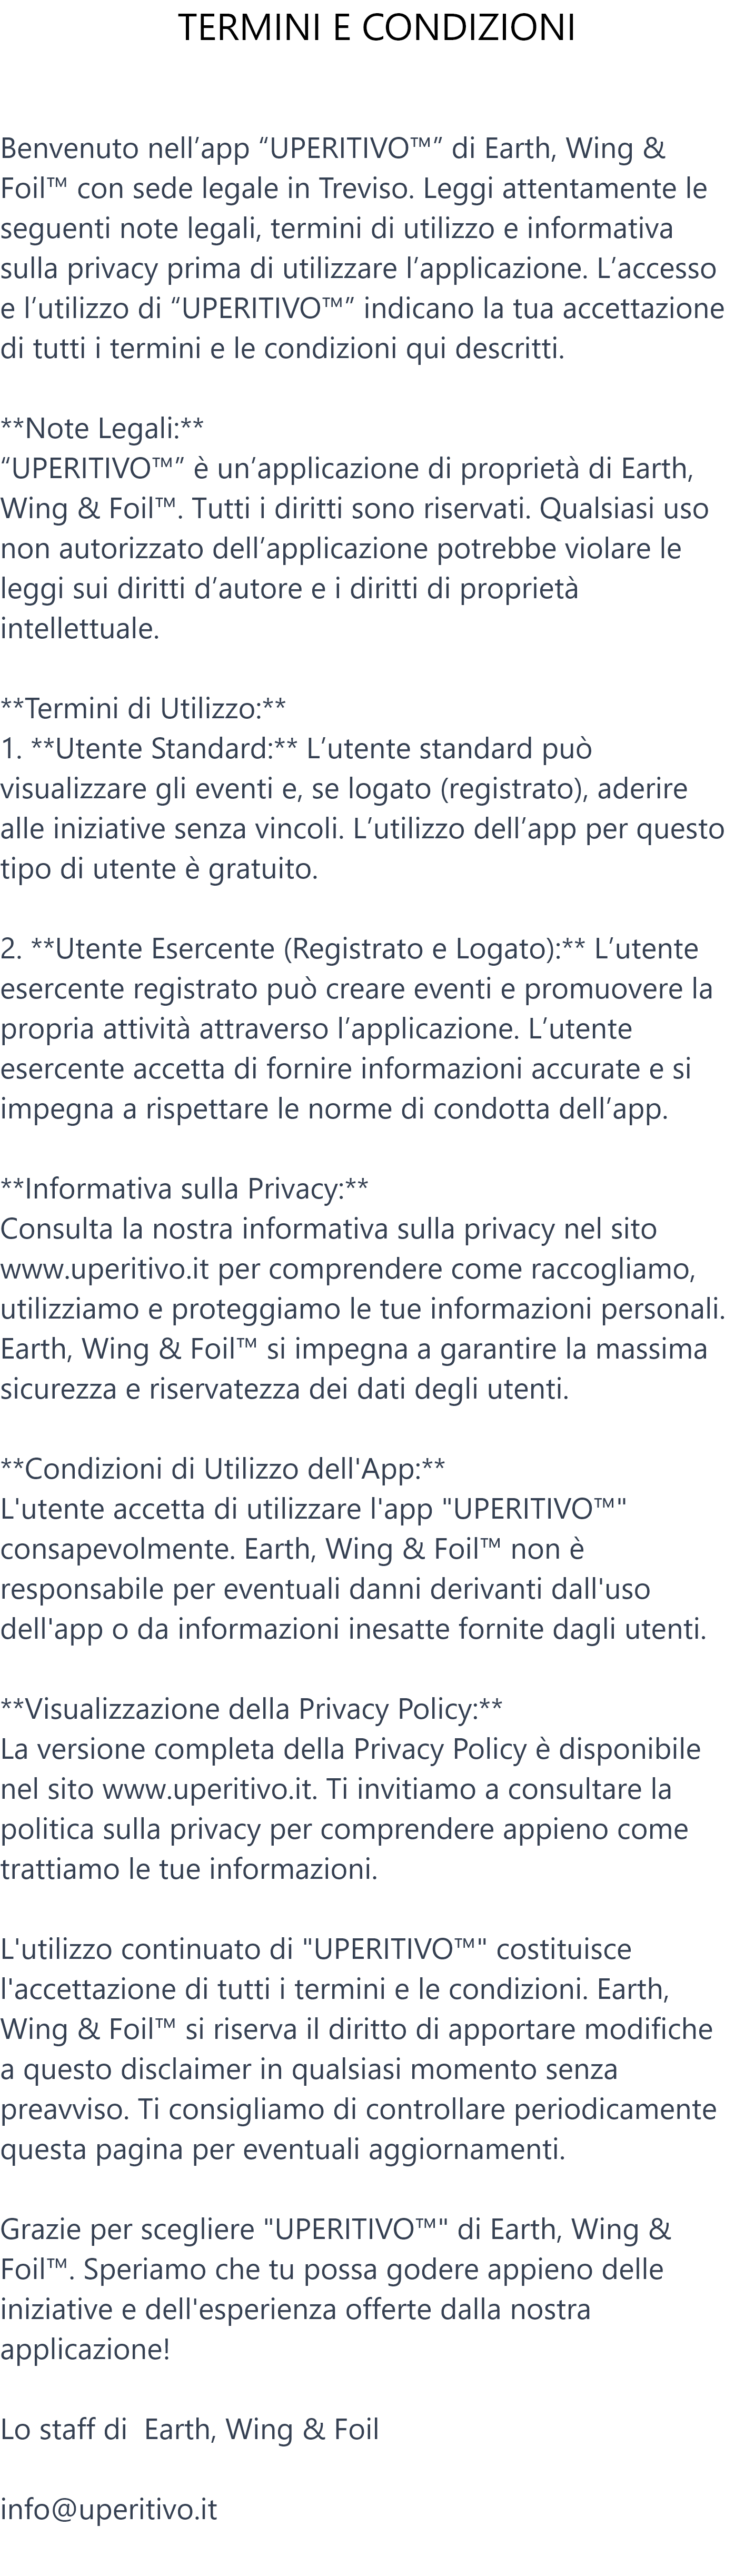 TERMINI E CONDIZIONI
Benvenuto nell’app “UPERITIVO™” di Earth, Wing &
Foil™ con sede legale in Treviso. Leggi attentamente le
seguenti note legali, termini di utilizzo e informativa
sulla privacy prima di utilizzare l’applicazione. L’accesso
e l’utilizzo di “UPERITIVO™” indicano la tua accettazione
di tutti i termini e le condizioni qui descritti.
**Note Legali:**
“UPERITIVO™” è un’applicazione di proprietà di Earth,
Wing & Foil™. Tutti i diritti sono riservati. Qualsiasi uso
non autorizzato dell’applicazione potrebbe violare le
leggi sui diritti d’autore e i diritti di proprietà
intellettuale.
**Termini di Utilizzo:**
1. **Utente Standard:** L’utente standard può
visualizzare gli eventi e, se logato (registrato), aderire
alle iniziative senza vincoli. L’utilizzo dell’app per questo
tipo di utente è gratuito.
2. **Utente Esercente (Registrato e Logato):** L’utente
esercente registrato può creare eventi e promuovere la
propria attività attraverso l’applicazione. L’utente
esercente accetta di fornire informazioni accurate e si
impegna a rispettare le norme di condotta dell’app.
**Informativa sulla Privacy:**
Consulta la nostra informativa sulla privacy nel sito
www.uperitivo.it per comprendere come raccogliamo,
utilizziamo e proteggiamo le tue informazioni personali.
Earth, Wing & Foil™ si impegna a garantire la massima
sicurezza e riservatezza dei dati degli utenti.
**Condizioni di Utilizzo dell'App:**
L'utente accetta di utilizzare l'app "UPERITIVO™"
consapevolmente. Earth, Wing & Foil™ non è
responsabile per eventuali danni derivanti dall'uso
dell'app o da informazioni inesatte fornite dagli utenti.
**Visualizzazione della Privacy Policy:**
La versione completa della Privacy Policy è disponibile
nel sito www.uperitivo.it. Ti invitiamo a consultare la
politica sulla privacy per comprendere appieno come
trattiamo le tue informazioni.
L'utilizzo continuato di "UPERITIVO™" costituisce
l'accettazione di tutti i termini e le condizioni. Earth,
Wing & Foil™ si riserva il diritto di apportare modifiche
a questo disclaimer in qualsiasi momento senza
preavviso. Ti consigliamo di controllare periodicamente
questa pagina per eventuali aggiornamenti.
Grazie per scegliere "UPERITIVO™" di Earth, Wing &
Foil™. Speriamo che tu possa godere appieno delle
iniziative e dell'esperienza offerte dalla nostra
applicazione!
Lo staff di  Earth, Wing & Foil
info@uperitivo.it